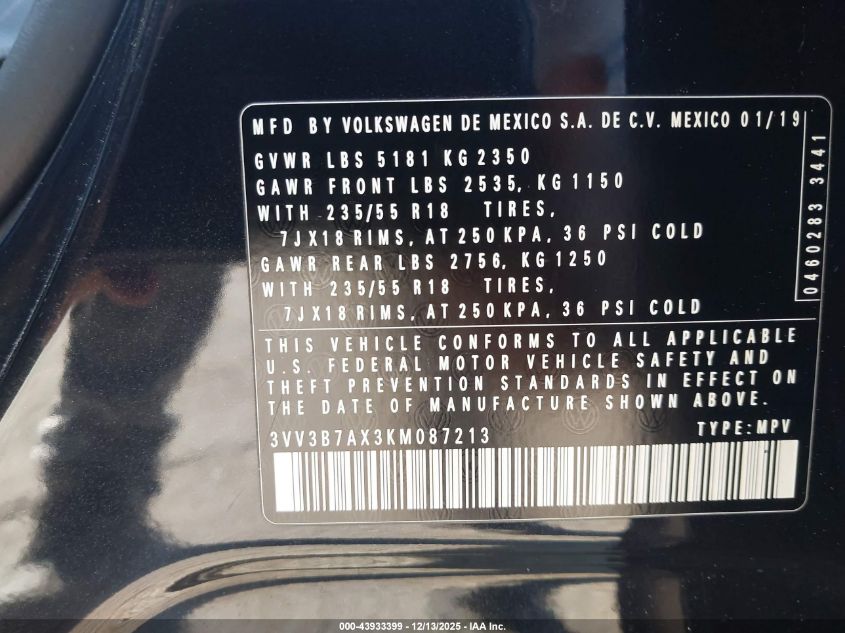 MFD BY VOLKSWAGEN DE MEXICO S.A. DE C.V. MEXICO 01/19
GVWR LBS 5181 KG 2350
GAWR FRONT LBS 2535, KG 1150
WITH 235/55 R18 TIRES,
7JX18 RIMS, AT 250 KPA, 36 PSI COLD
GAWR REAR LBS 2756, KG 1250
WITH 235/55 R18 TIRES,
7JX18 RIMS, AT 250 KPA, 36 PSI COLD
0460283 3441
THIS VEHICLE CONFORMS TO ALL APPLICABLE
U.S. FEDERAL MOTOR VEHICLE SAFETY AND
THEFT PREVENTION STANDARDS IN EFFECT ON
THE DATE OF MANUFACTURE SHOWN ABOVE.
3VV3B7AX3KM087213 TYPE:MPV
000-43933399 - 12/13/2025 - IAA Inc.